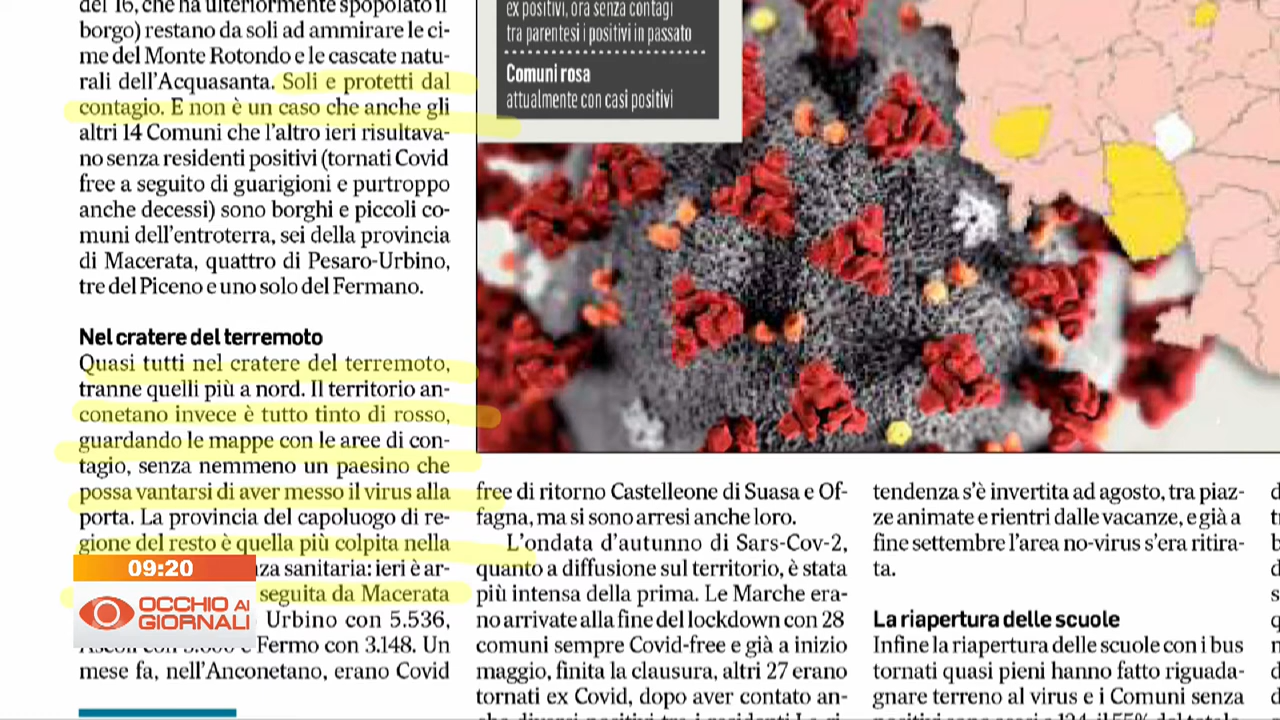 del 16, che ha ulteriormente spopolato il
borgo) restano da soli ad ammirare le ci-
me del Monte Rotondo e le cascate natu-
rali dell'Acquasanta. Soli e protetti dal
contagio. E non è un caso che anche gli
altri 14 Comuni che l'altro ieri risultava-
no senza residenti positivi (tornati Covid
free a seguito di guarigioni e purtroppo
anche decessi) sono borghi e piccoli co-
muni dell'entroterra, sei della provincia
di Macerata, quattro di Pesaro-Urbino,
tre del Piceno e uno solo del Fermano.
Nel cratere del terremoto
Quasi tutti nel cratere del terremoto,
tranne quelli più a nord. Il territorio an-
conetano invece è tutto tinto di rosso,
guardando le mappe con le aree di con-
tagio, senza nemmeno un paesino che
possa vantarsi di aver messo il virus alla
porta. La provincia del capoluogo di re-
gione del resto è quella più colpita nella
sanitaria: ieri è ar-
seguita da Macerata
Urbino con 5.536,
Fermo con 3.148. Un
mese fa, nell'Anconetano, erano Covid
09:20
OCCHIO AI
GIORNALI
ex positivi, ora senza contagi
tra parentesi i positivi in passato
Comuni rosa
attualmente con casi positivi
free di ritorno Castelleone di Suasa e Of-
fagna, ma si sono arresi anche loro.
L'ondata d'autunno di Sars-Cov-2,
quanto a diffusione sul territorio, è stata
più intensa della prima. Le Marche era-
no arrivate alla fine del lockdown con 28
comuni sempre Covid-free e già a inizio
maggio, finita la clausura, altri 27 erano
tornati ex Covid, dopo aver contato an-
tendenza s'è invertita ad agosto, tra piaz-
ze animate e rientri dalle vacanze, e già a
fine settembre l'area no-virus s'era ritira-
ta.
La riapertura delle scuole
Infine la riapertura delle scuole con i bus
tornati quasi pieni hanno fatto riguada-
gnare terreno al virus e i Comuni senza